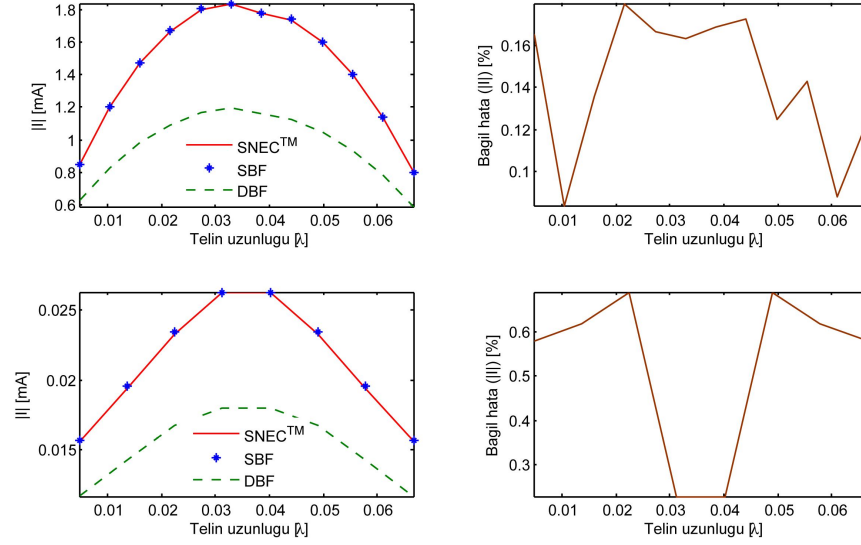 1.8
1.6
1.4
1.2
1
0.8
0.6
|I| [mA]
SNEC™
SBF
DBF
0.01 0.02 0.03 0.04 0.05 0.06
Telin uzunlugu [λ]
0.16
0.14
0.12
0.1
Bagil hata (|I|) [%]
0.01 0.02 0.03 0.04 0.05 0.06
Telin uzunlugu [λ]
0.025
0.02
0.015
|I| [mA]
SNEC™
SBF
DBF
0.01 0.02 0.03 0.04 0.05 0.06
Telin uzunlugu [λ]
0.6
0.5
0.4
0.3
Bagil hata (|I|) [%]
0.01 0.02 0.03 0.04 0.05 0.06
Telin uzunlugu [λ]